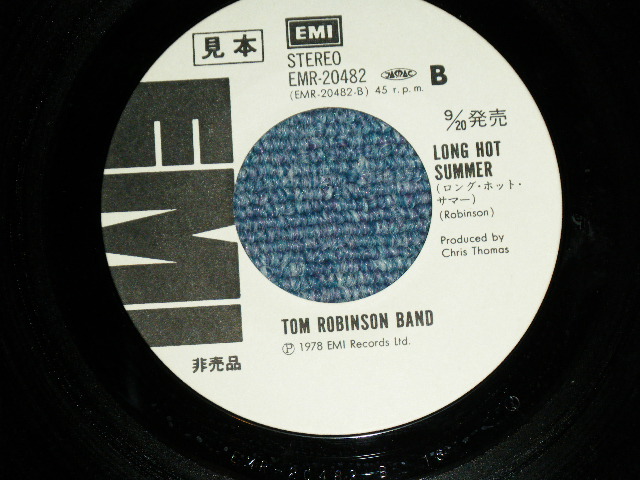 見本
EMI
STEREO
EMR-20482
(EMR-20482-B) 45 r.p.m.
JASRAC
B
9/20発売
LONG HOT
SUMMER
(ロング・ホット・
サマー)
(Robinson)
Produced by
Chris Thomas
EMI
TOM ROBINSON BAND
Ⓟ 1978 EMI Records Ltd.
非売品